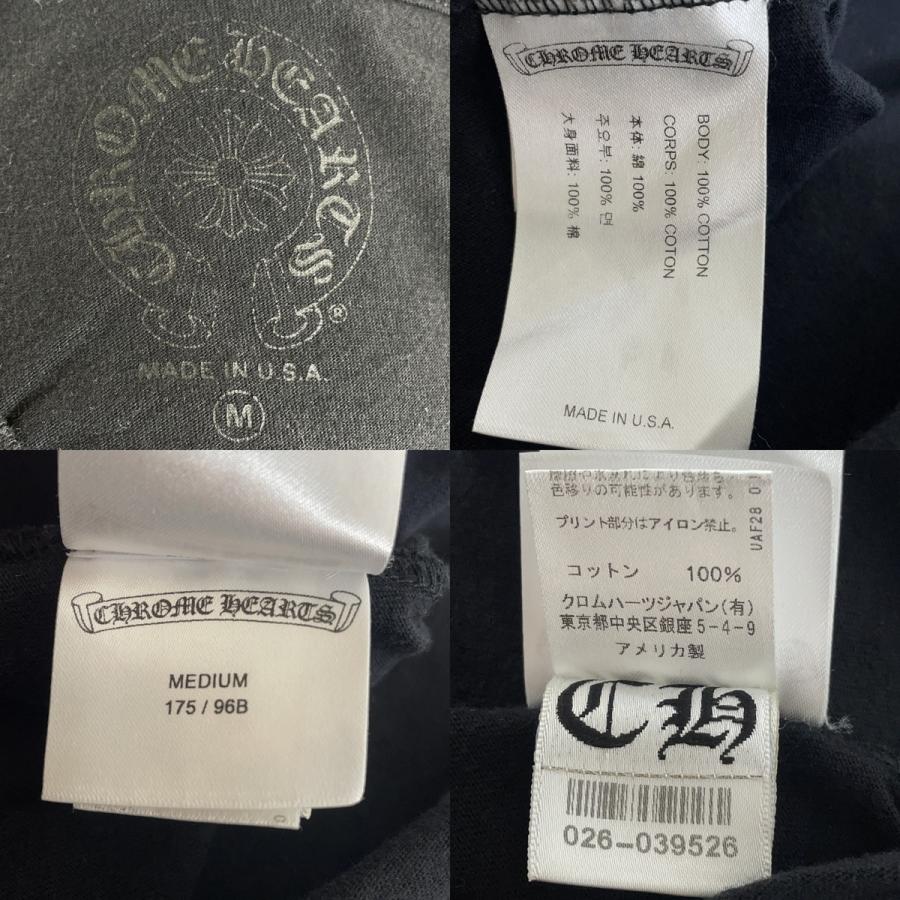 CHROME HEARTS
®
MADE IN U.S.A.
M
CHROME HEARTS
BODY: 100% COTTON
CORPS: 100% COTON
本体: 綿 100%
주요부: 100% 면
大身面料: 100% 棉
MADE IN U.S.A.
CHROME HEARTS
MEDIUM
175 / 96B
色移りの可能性があります。
プリント部分はアイロン禁止。
UAF28 0
コットン 100%
クロムハーツジャパン(有)
東京都中央区銀座5-4-9
アメリカ製
CH
026-039526